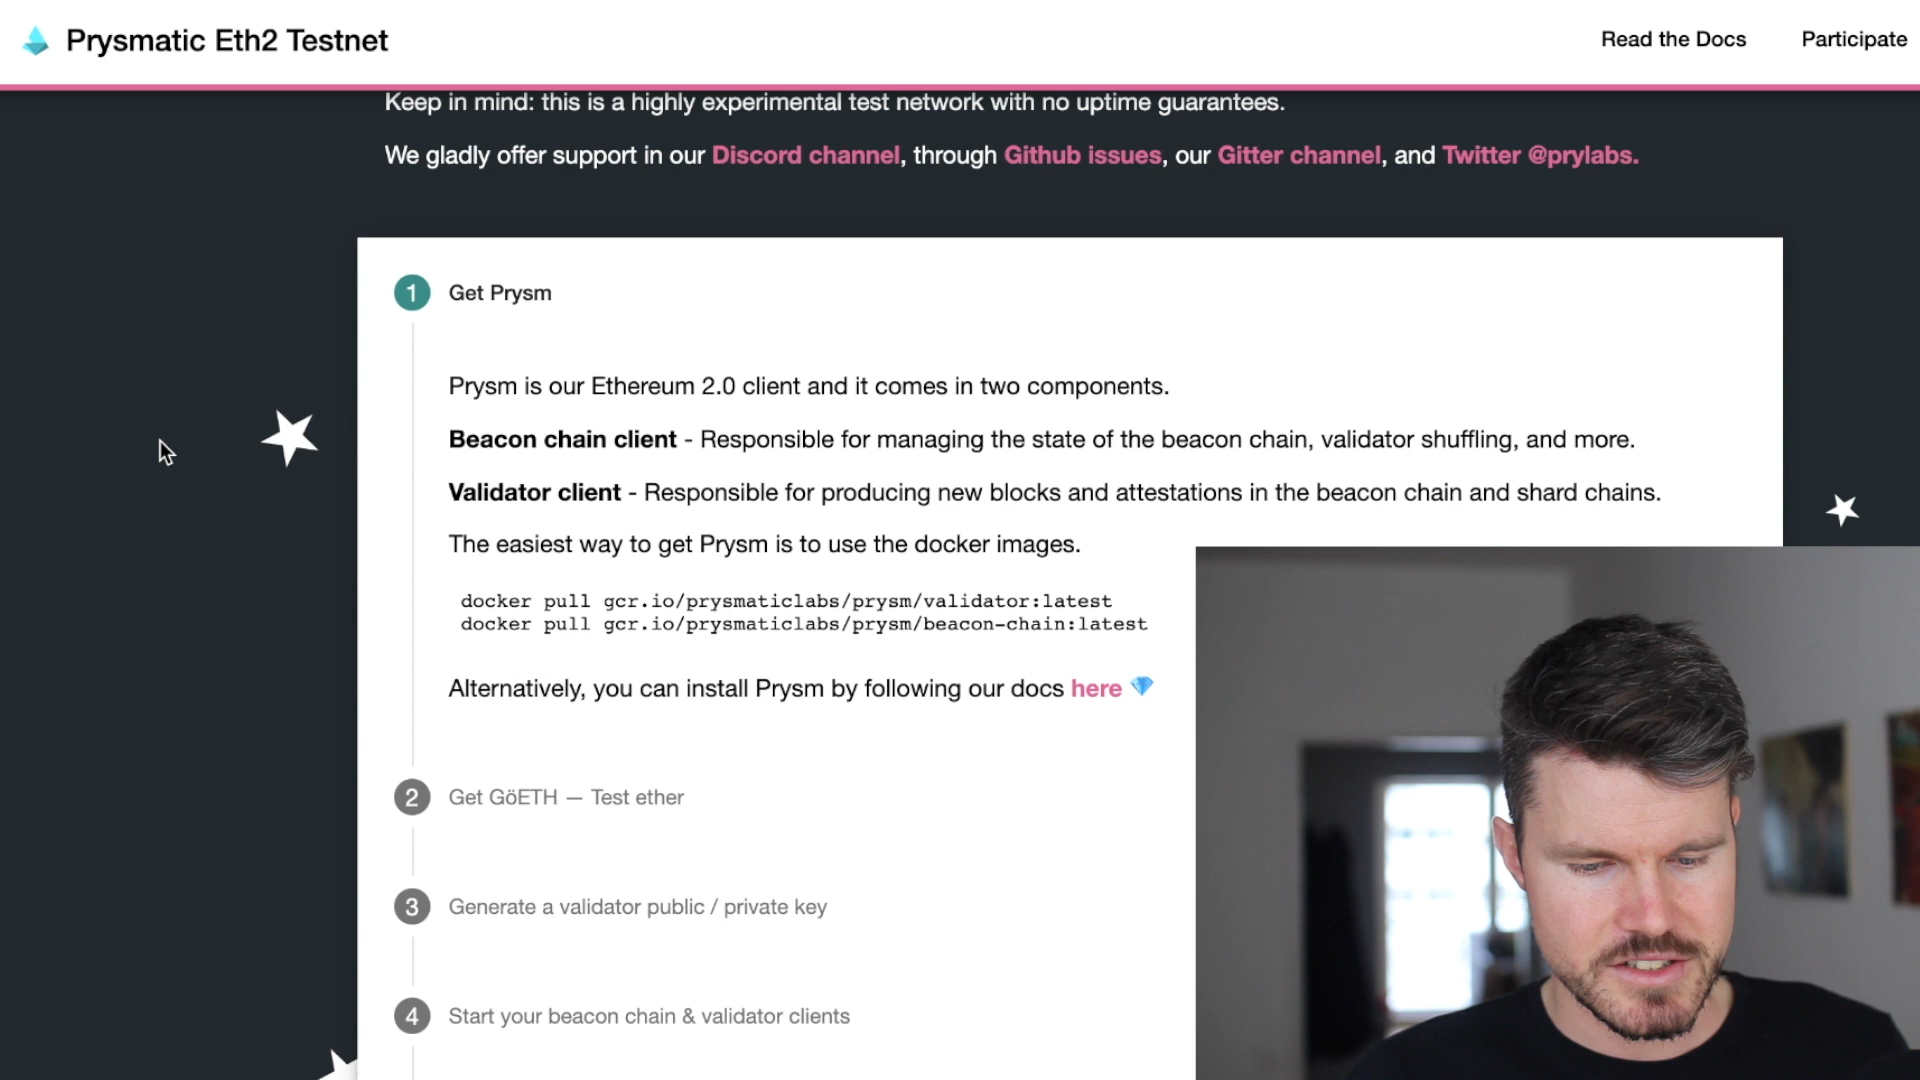 Prysmatic Eth2 Testnet
Read the Docs
Participate
Keep in mind: this is a highly experimental test network with no uptime guarantees.
We gladly offer support in our Discord channel, through Github issues, our Gitter channel, and Twitter @prylabs.
1 Get Prysm
Prysm is our Ethereum 2.0 client and it comes in two components.
Beacon chain client - Responsible for managing the state of the beacon chain, validator shuffling, and more.
Validator client - Responsible for producing new blocks and attestations in the beacon chain and shard chains.
The easiest way to get Prysm is to use the docker images.
docker pull gcr.io/prysmaticlabs/prysm/validator:latest
docker pull gcr.io/prysmaticlabs/prysm/beacon-chain:latest
Alternatively, you can install Prysm by following our docs here 💎
2 Get GöETH — Test ether
3 Generate a validator public / private key
4 Start your beacon chain & validator clients